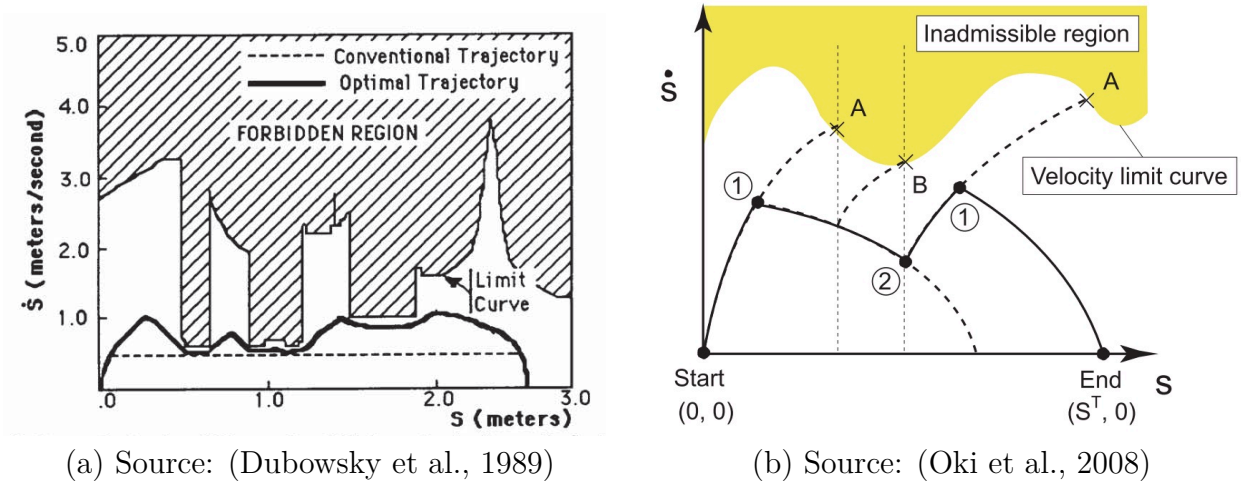 5.0
4.0
3.0
2.0
1.0
Ṡ (meters/second)
Conventional Trajectory
Optimal Trajectory
FORBIDDEN REGION
Limit
Curve
.0
1.0
2.0
3.0
S (meters)
(a) Source: (Dubowsky et al., 1989)
Inadmissible region
Ṡ
A
A
B
Velocity limit curve
①
①
②
Start
(0, 0)
End
(Sᵀ, 0)
S
(b) Source: (Oki et al., 2008)